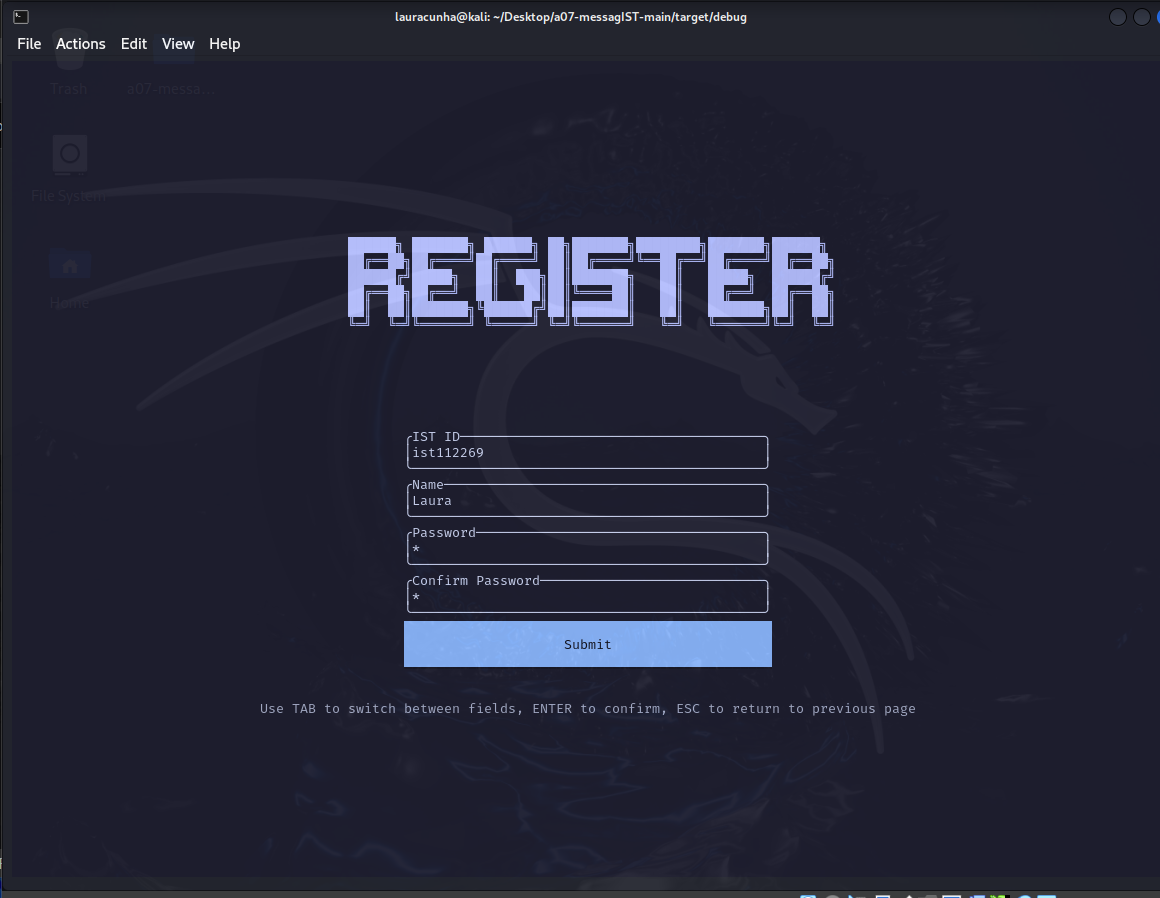 lauracunha@kali: ~/Desktop/a07-messagIST-main/target/debug
File Actions Edit View Help
Trash a07-messa...
File System
Home
REGISTER
IST ID
ist112269
Name
Laura
Password
*
Confirm Password
*
Submit
Use TAB to switch between fields, ENTER to confirm, ESC to return to previous page